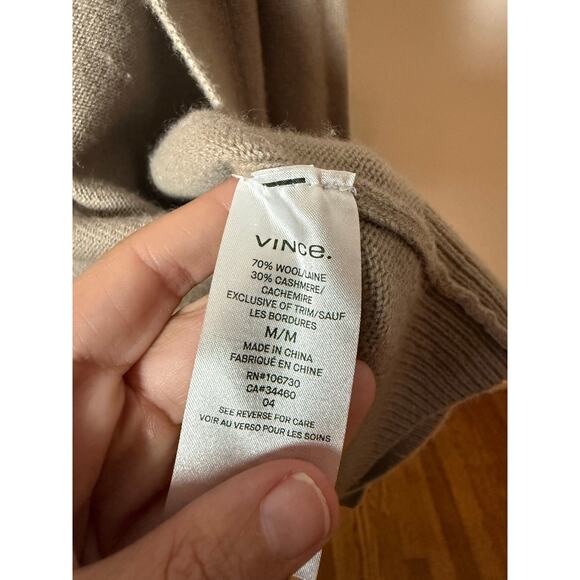 VINCE.
70% WOOL/LAINE
30% CASHMERE/
CACHEMIRE
EXCLUSIVE OF TRIM/SAUF
LES BORDURES
M/M
MADE IN CHINA
FABRIQUÉ EN CHINE
RN#106730
CA#34460
04
SEE REVERSE FOR CARE
VOIR AU VERSO POUR LES SOINS